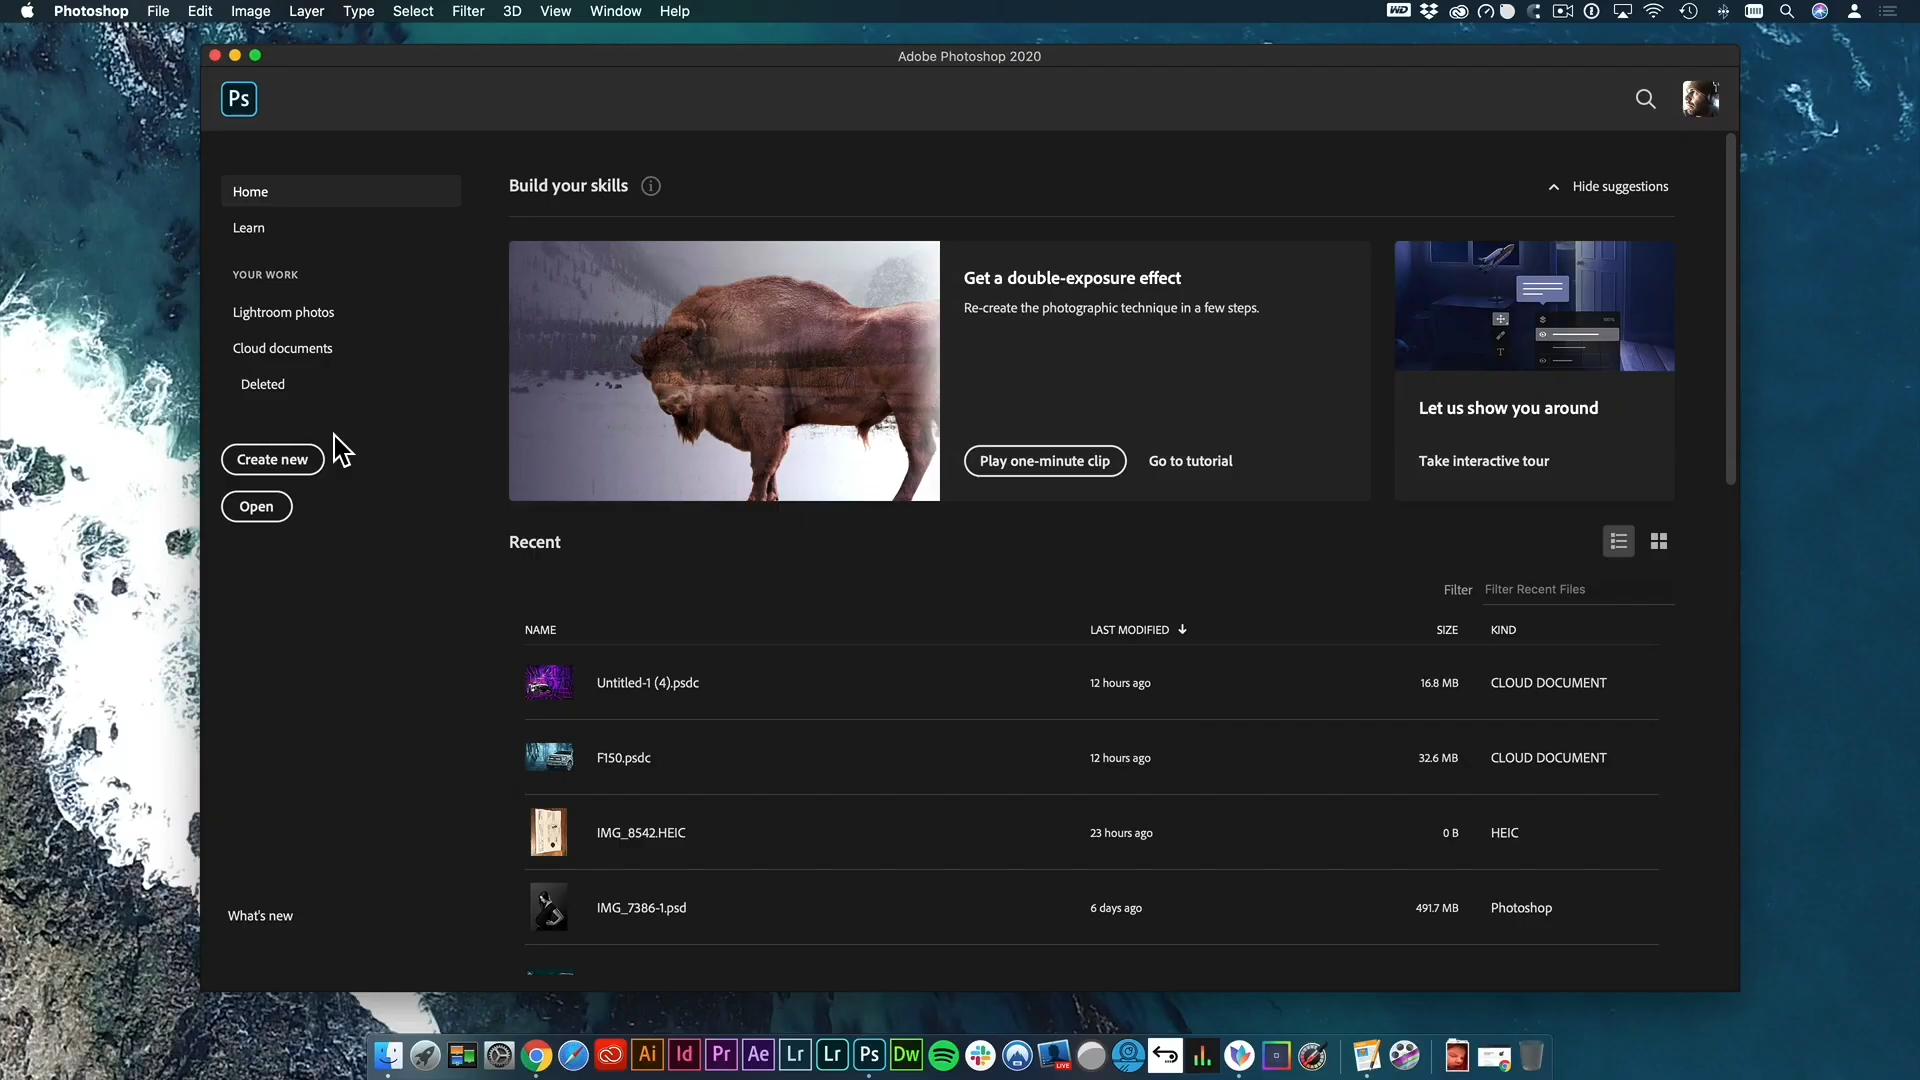 Photoshop File Edit Image Layer Type Select Filter 3D View Window Help
Adobe Photoshop 2020
Ps
Home
Learn
YOUR WORK
Lightroom photos
Cloud documents
Deleted
Create new
Open
What's new
Build your skills
Hide suggestions
Get a double-exposure effect
Re-create the photographic technique in a few steps.
Play one-minute clip Go to tutorial
Let us show you around
Take interactive tour
Recent
Filter Filter Recent Files
NAME LAST MODIFIED SIZE KIND
Untitled-1 (4).psdc 12 hours ago 16.8 MB CLOUD DOCUMENT
F150.psdc 12 hours ago 32.6 MB CLOUD DOCUMENT
IMG_8542.HEIC 23 hours ago 0 B HEIC
IMG_7386-1.psd 6 days ago 491.7 MB Photoshop
Ai Id Pr Ae Lr Lr Ps Dw LIVE